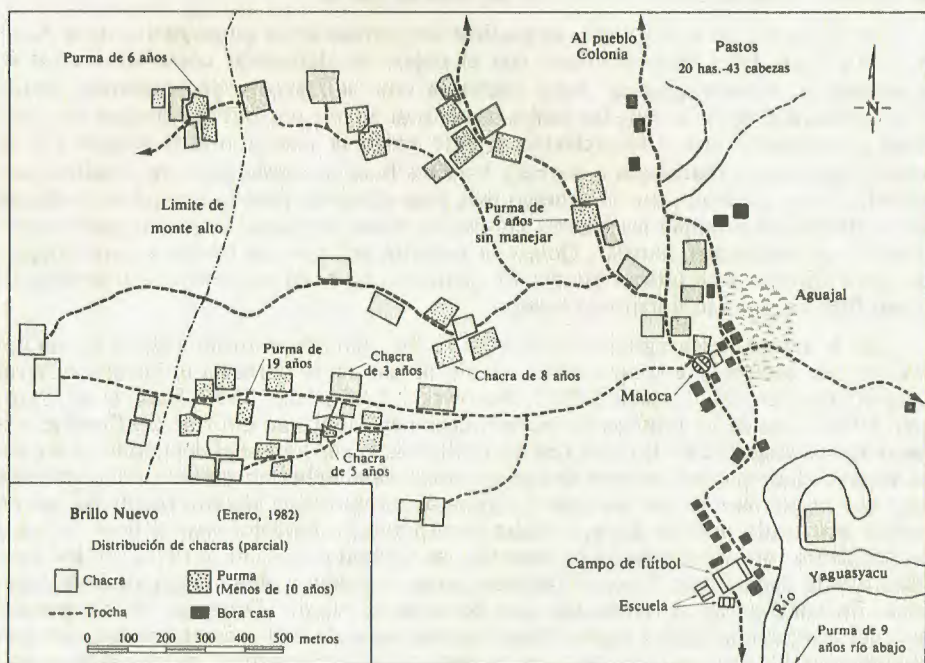 Purma de 6 años
Al pueblo
Colonia
Pastos
20 has.-43 cabezas
N
Limite de
monte alto
Purma de
6 años
sin manejar
Aguajal
Purma de
19 años
Chacra
de 3 años
Chacra de 8 años
Maloca
Chacra
de 5 años
Brillo Nuevo
(Enero, 1982)
Distribución de chacras (parcial)
Chacra
Purma
(Menos de 10 años)
Trocha
Bora casa
0 100 200 300 400 500
metros
Campo de fútbol
Escuela
Río
Yaguasyacu
Purma de 9
años río abajo